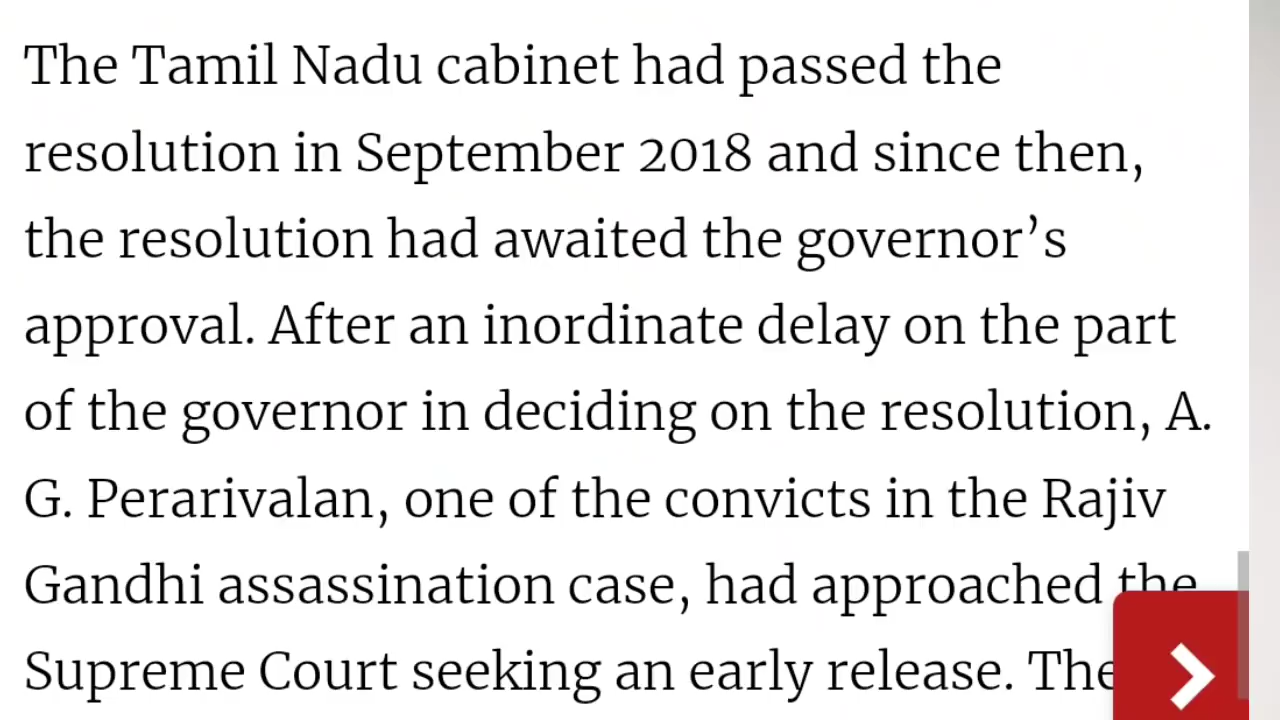 The Tamil Nadu cabinet had passed the
resolution in September 2018 and since then,
the resolution had awaited the governor’s
approval. After an inordinate delay on the part
of the governor in deciding on the resolution, A.
G. Perarivalan, one of the convicts in the Rajiv
Gandhi assassination case, had approached the
Supreme Court seeking an early release. The